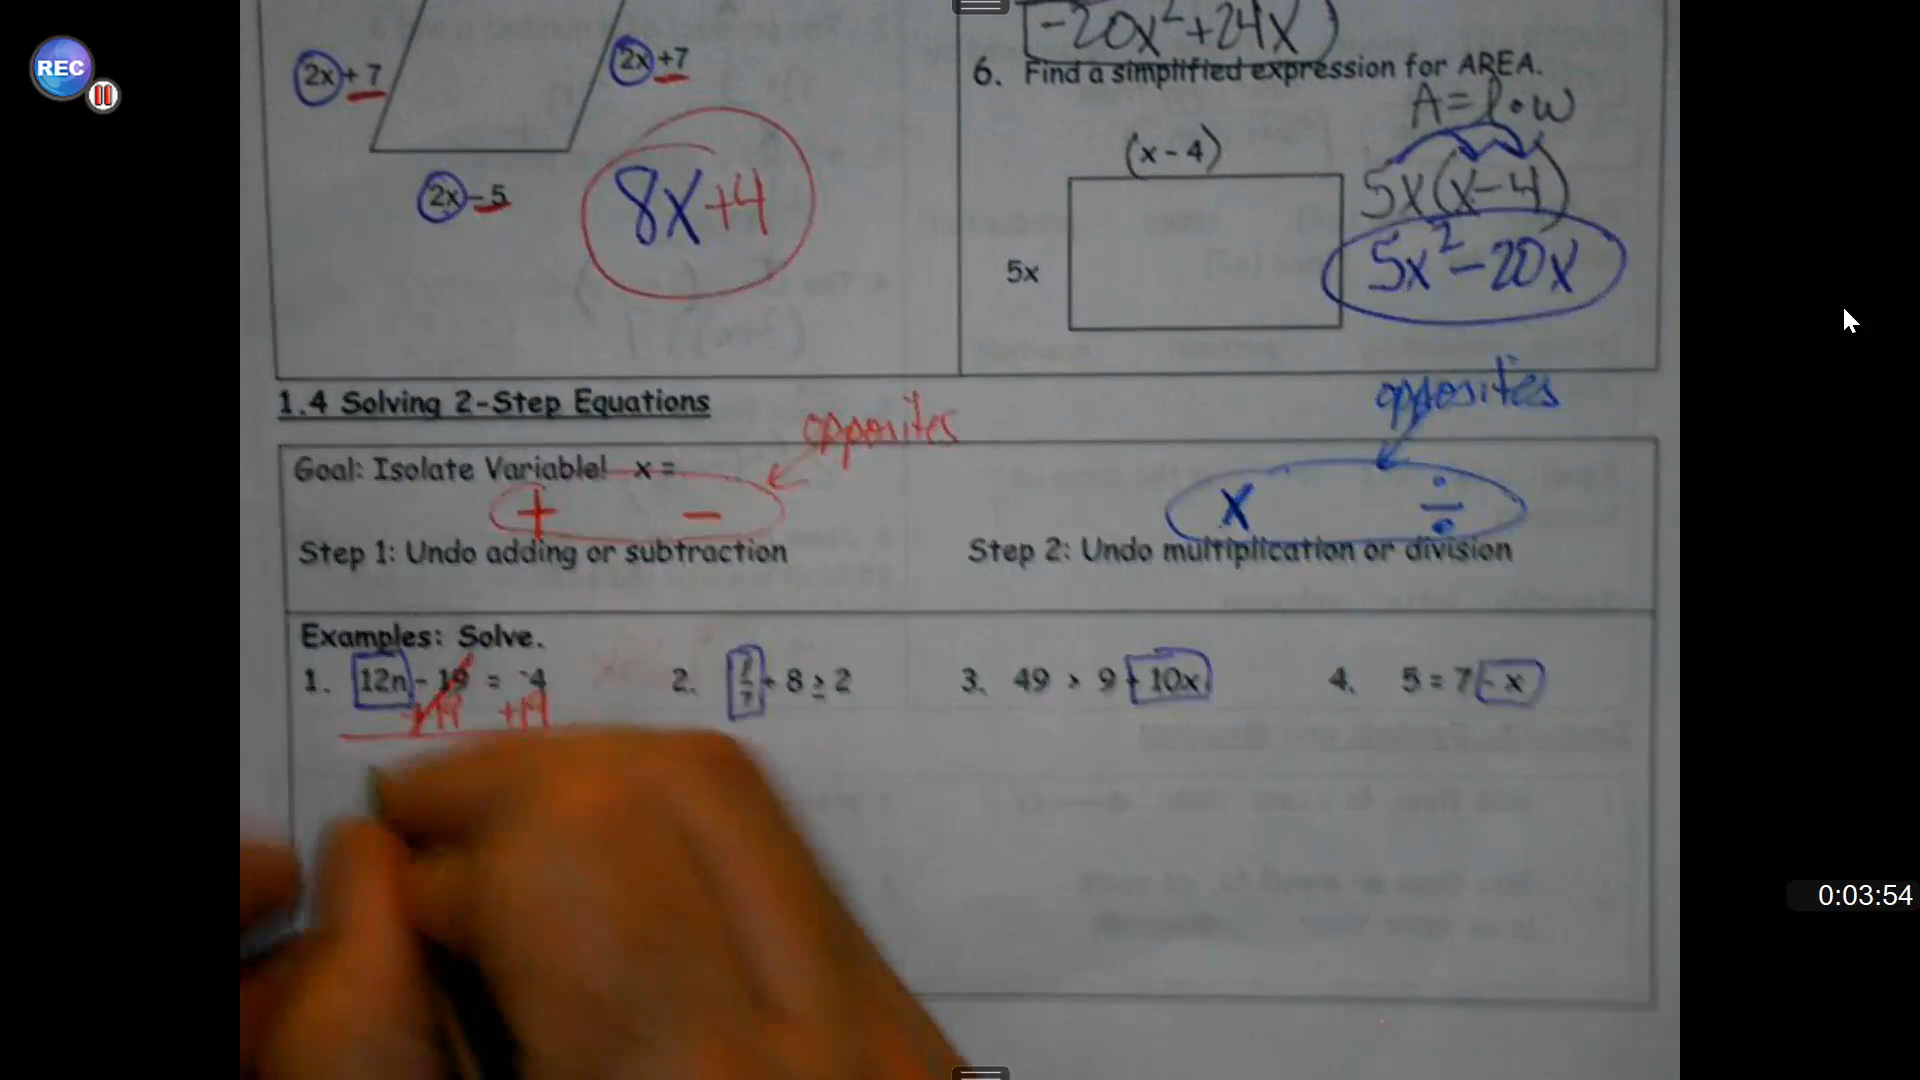 REC
-20x²+24x
2x + 7
2x +7
6. Find a simplified expression for AREA.
A = l • w
(x - 4)
5x(x-4)
2x - 5
8x+4
5x
5x² - 20x
1.4 Solving 2-Step Equations
opposites
opposites
Goal: Isolate Variable! x =
+ -
x ÷
Step 1: Undo adding or subtraction
Step 2: Undo multiplication or division
Examples: Solve.
1. 12n - 19 = -4
2. + 8 ≥ 2
3. 49 > 9 10x
4. 5 = 7 - x
+19 +19
0:03:54